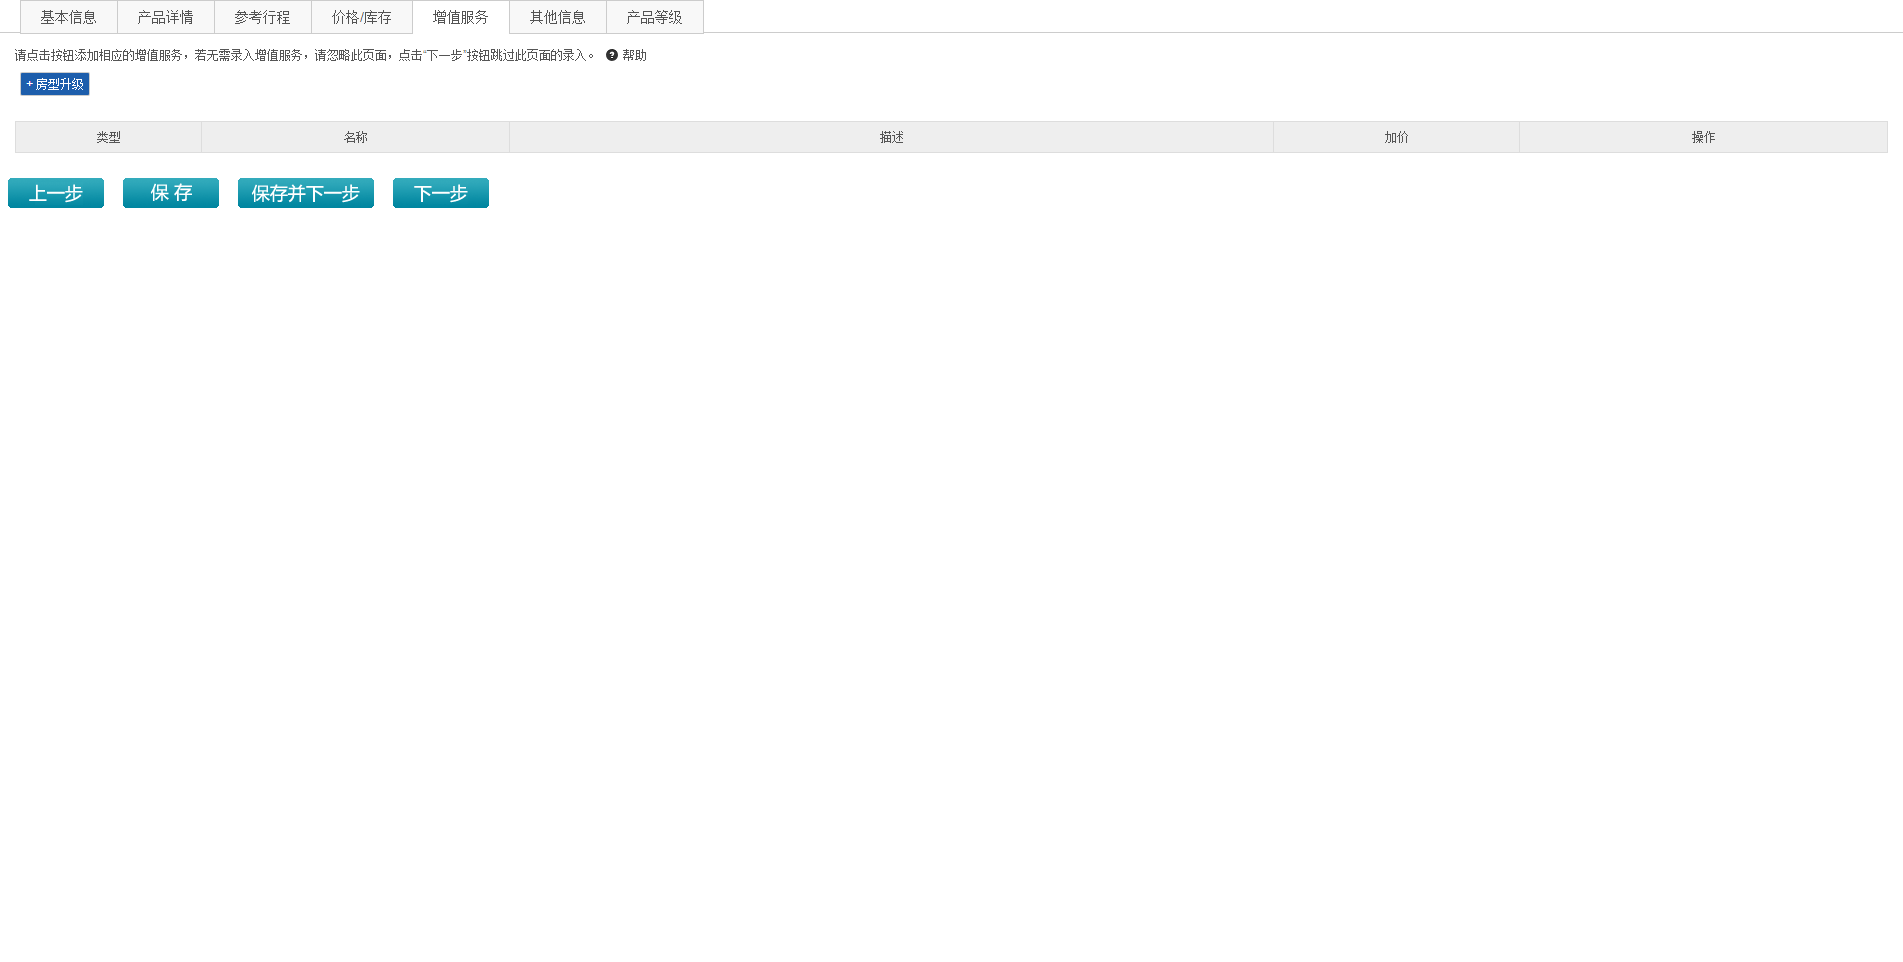 基本信息 产品详情 参考行程 价格/库存 增值服务 其他信息 产品等级
请点击按钮添加相应的增值服务，若无需录入增值服务，请忽略此页面，点击“下一步”按钮跳过此页面的录入。 ? 帮助
+ 房型升级
类型 名称 描述 加价 操作
上一步 保 存 保存并下一步 下一步